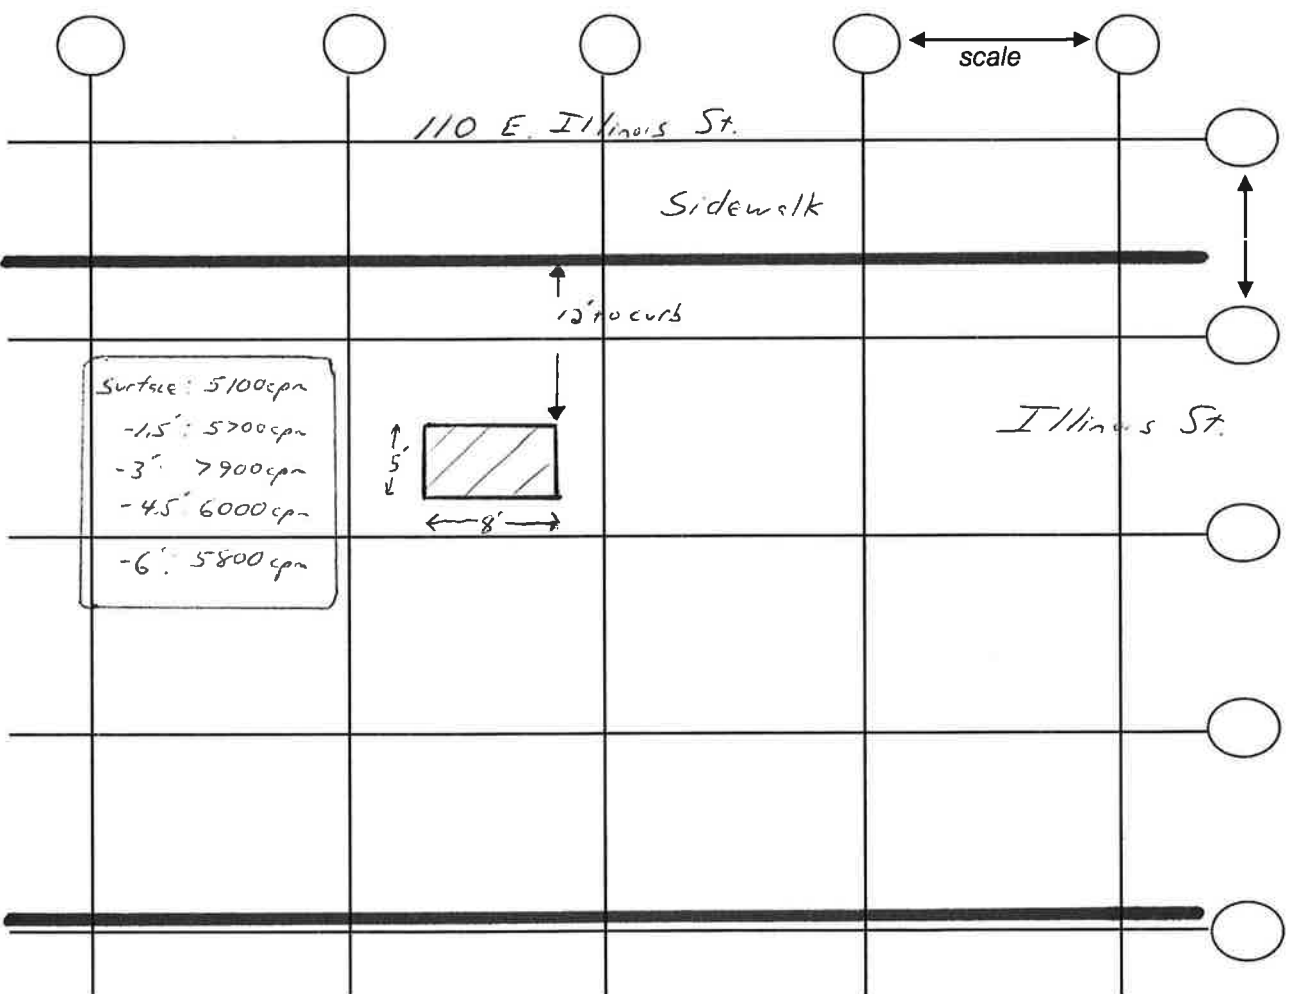 scale
110 E. Illinois St.
Sidewalk
12' to curb
Surface: 5100cpm
-1.5': 5700cpm
-3':
-4.5' 6000cpm
-6': 5800cpm
5'
8'
Illinois St.